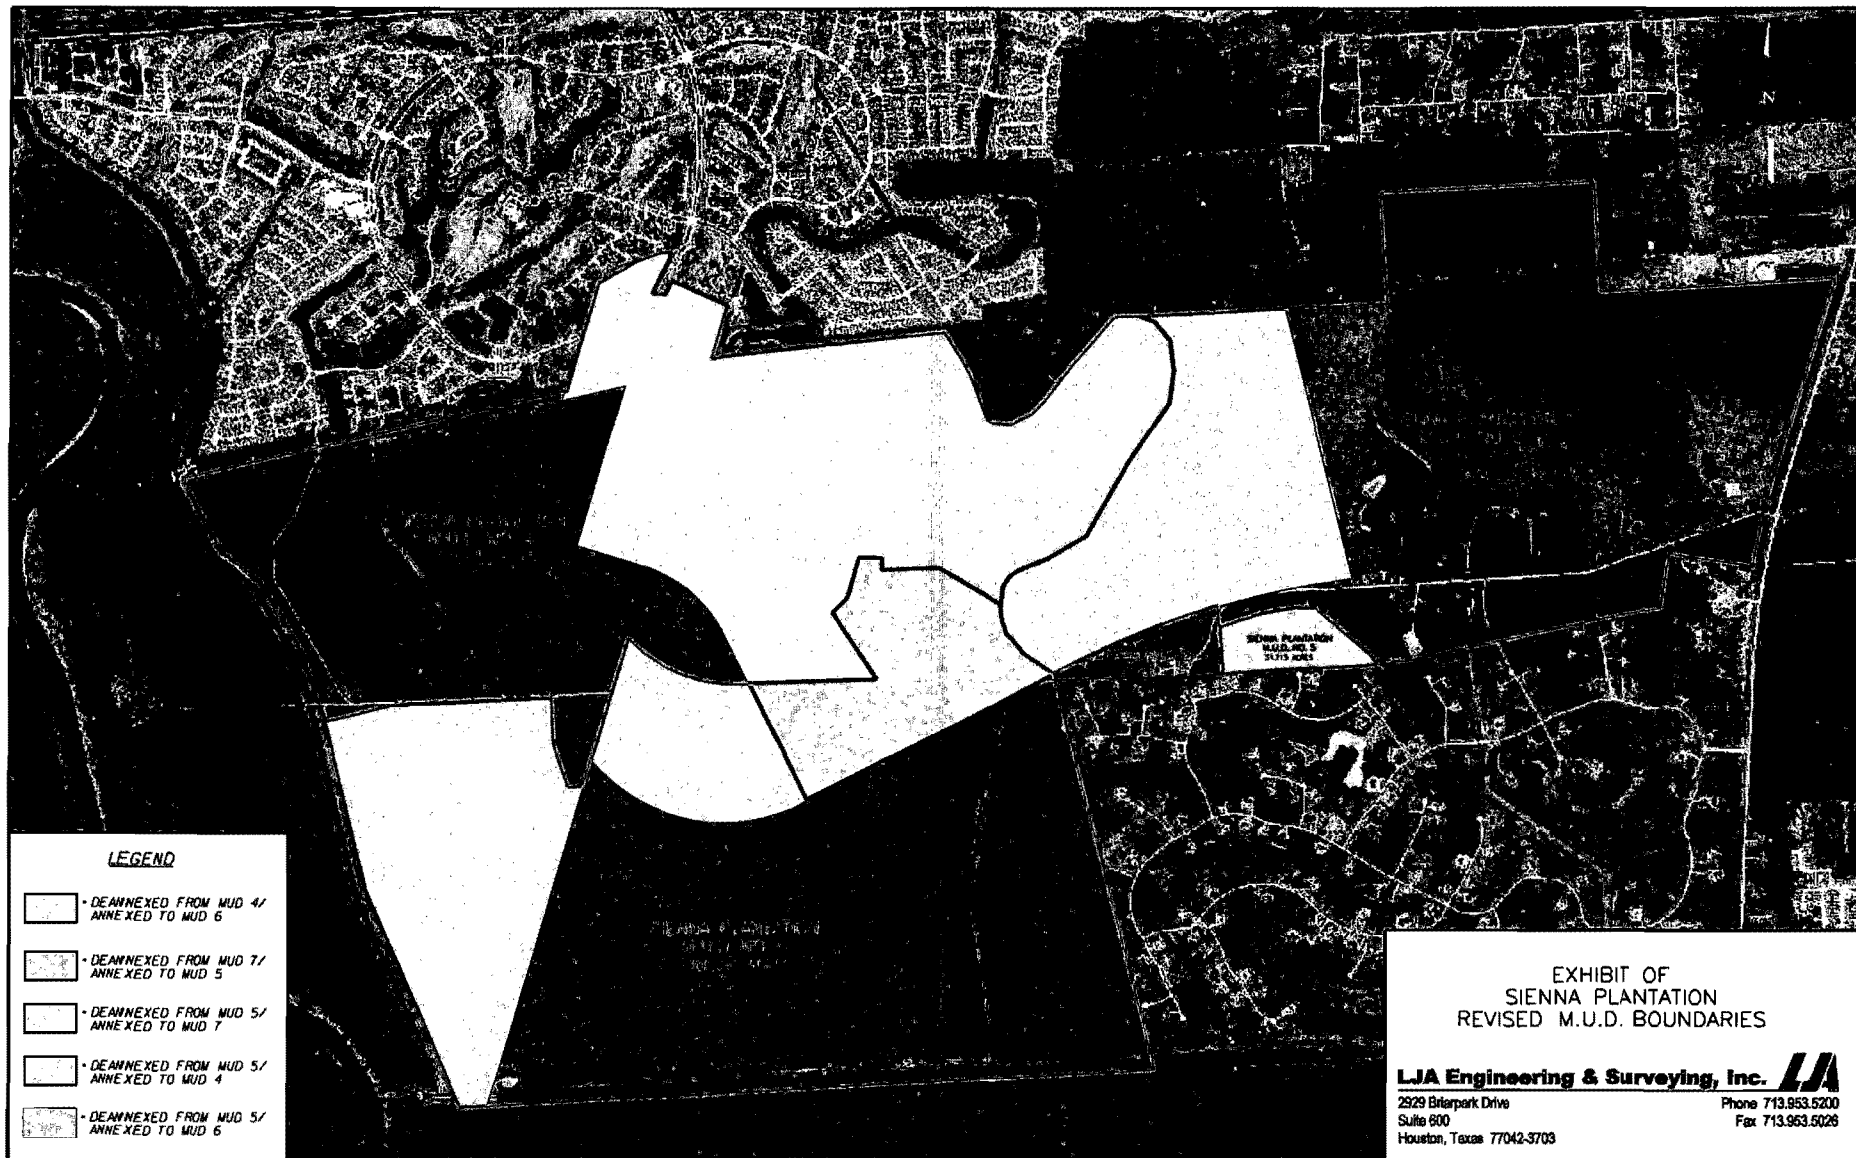 N
SIENNA PLANTATION
M.U.D. NO. 5
SIENNA PLANTATION
LEGEND
- DEANNEXED FROM MUD 4/
ANNEXED TO MUD 6
- DEANNEXED FROM MUD 7/
ANNEXED TO MUD 5
- DEANNEXED FROM MUD 5/
ANNEXED TO MUD 7
- DEANNEXED FROM MUD 5/
ANNEXED TO MUD 4
- DEANNEXED FROM MUD 5/
ANNEXED TO MUD 6
EXHIBIT OF
SIENNA PLANTATION
REVISED M.U.D. BOUNDARIES
LJA Engineering & Surveying, Inc. LJA
2929 Briarpark Drive
Suite 600
Houston, Texas 77042-3703
Phone 713.953.5200
Fax 713.953.5026